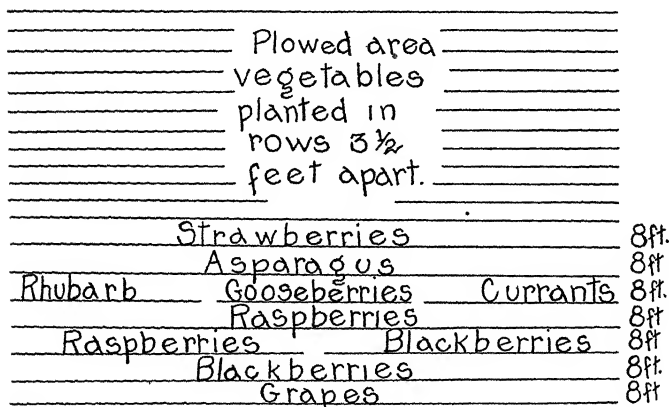 Plowed area
vegetables
planted in
rows 3½
feet apart.
Strawberries 8ft.
Asparagus 8ft
Rhubarb Gooseberries Currants 8ft.
Raspberries 8ft
Raspberries Blackberries 8ft
Blackberries 8ft.
Grapes 8ft